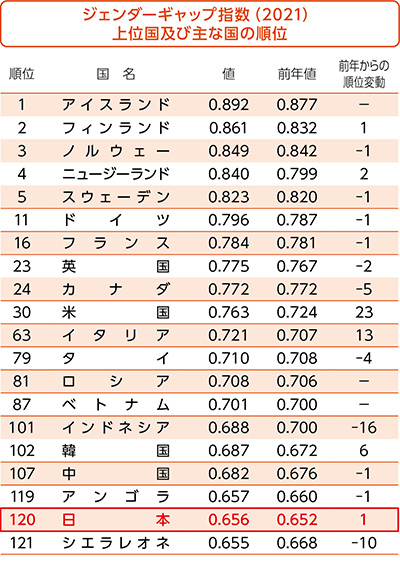 ジェンダーギャップ指数（2021）
上位国及び主な国の順位
順位 国名 値 前年値 前年からの順位変動
1 アイスランド 0.892 0.877 －
2 フィンランド 0.861 0.832 1
3 ノルウェー 0.849 0.842 -1
4 ニュージーランド 0.840 0.799 2
5 スウェーデン 0.823 0.820 -1
11 ドイツ 0.796 0.787 -1
16 フランス 0.784 0.781 -1
23 英国 0.775 0.767 -2
24 カナダ 0.772 0.772 -5
30 米国 0.763 0.724 23
63 イタリア 0.721 0.707 13
79 タイ 0.710 0.708 -4
81 ロシア 0.708 0.706 －
87 ベトナム 0.701 0.700 －
101 インドネシア 0.688 0.700 -16
102 韓国 0.687 0.672 6
107 中国 0.682 0.676 -1
119 アンゴラ 0.657 0.660 -1
120 日本 0.656 0.652 1
121 シエラレオネ 0.655 0.668 -10